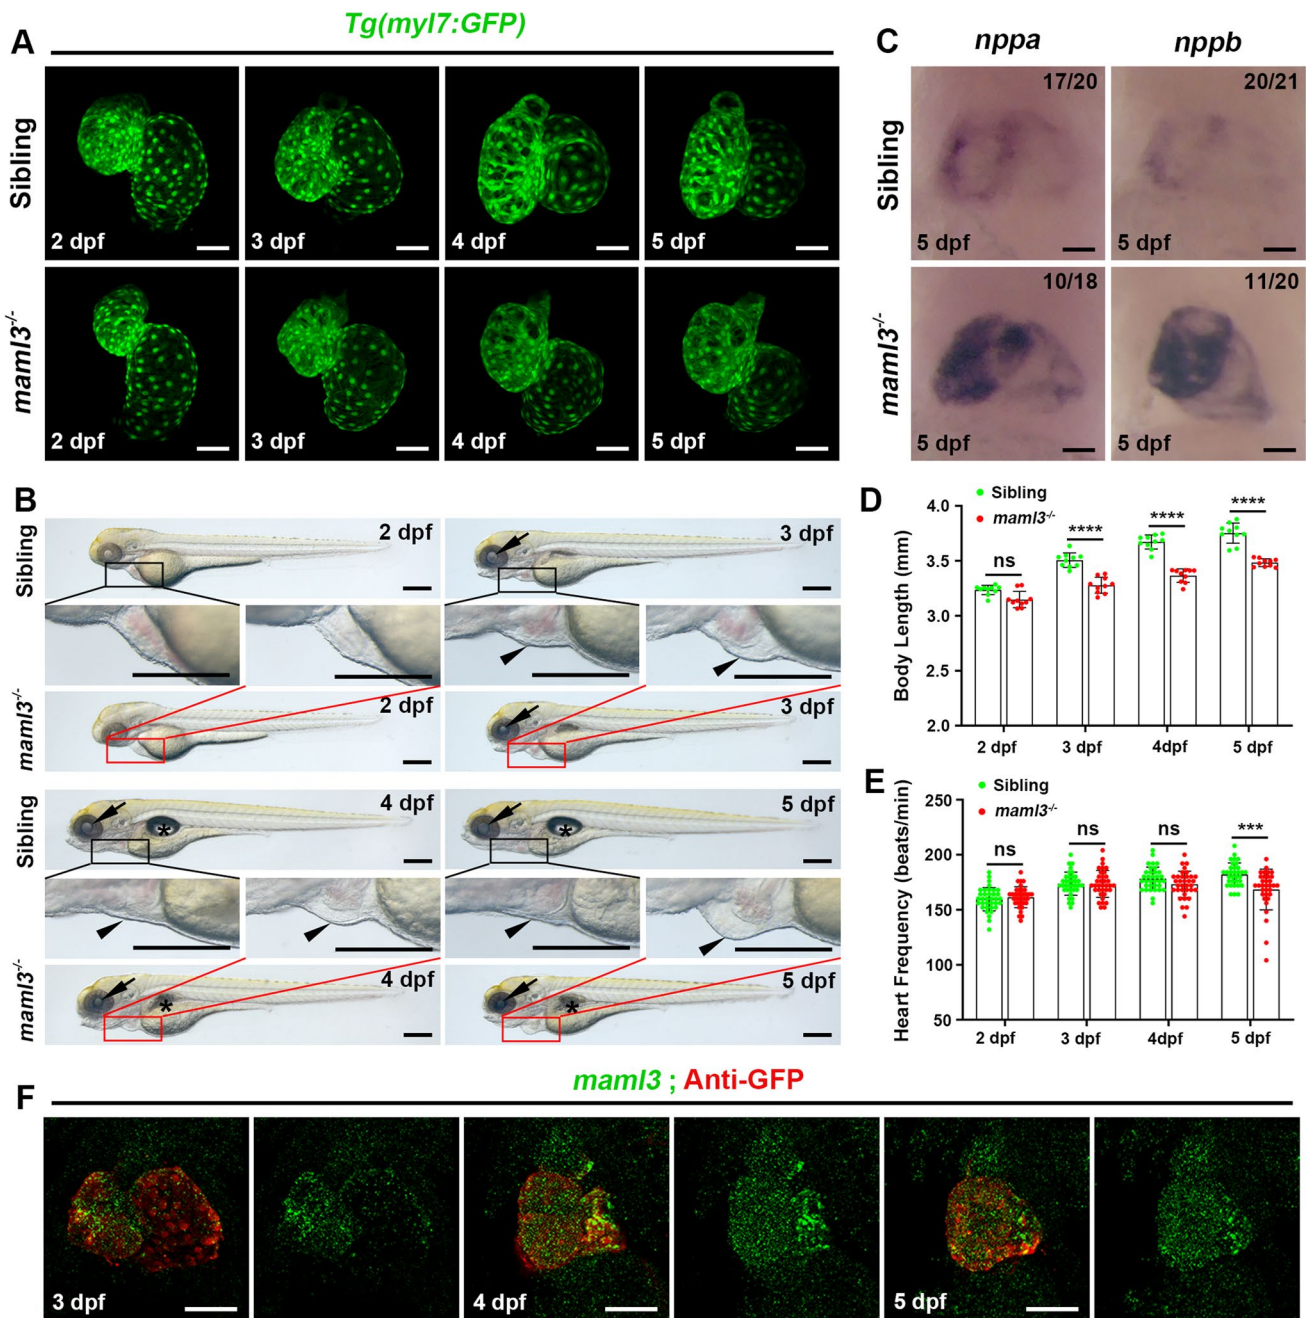 A
Tg(myl7:GFP)
Sibling
2 dpf
3 dpf
4 dpf
5 dpf
maml3-/-
2 dpf
3 dpf
4 dpf
5 dpf
C
nppa
nppb
Sibling
17/20
20/21
5 dpf
5 dpf
maml3-/-
10/18
11/20
5 dpf
5 dpf
B
Sibling
2 dpf
3 dpf
maml3-/-
2 dpf
3 dpf
Sibling
4 dpf
5 dpf
*
*
maml3-/-
4 dpf
5 dpf
*
*
D
Sibling
maml3-/-
Body Length (mm)
4.0
3.5
3.0
2.5
2.0
ns
****
****
****
2 dpf
3 dpf
4dpf
5 dpf
E
Sibling
maml3-/-
Heart Frequency (beats/min)
250
200
150
100
50
ns
ns
ns
***
2 dpf
3 dpf
4dpf
5 dpf
F
maml3 ; Anti-GFP
3 dpf
4 dpf
5 dpf